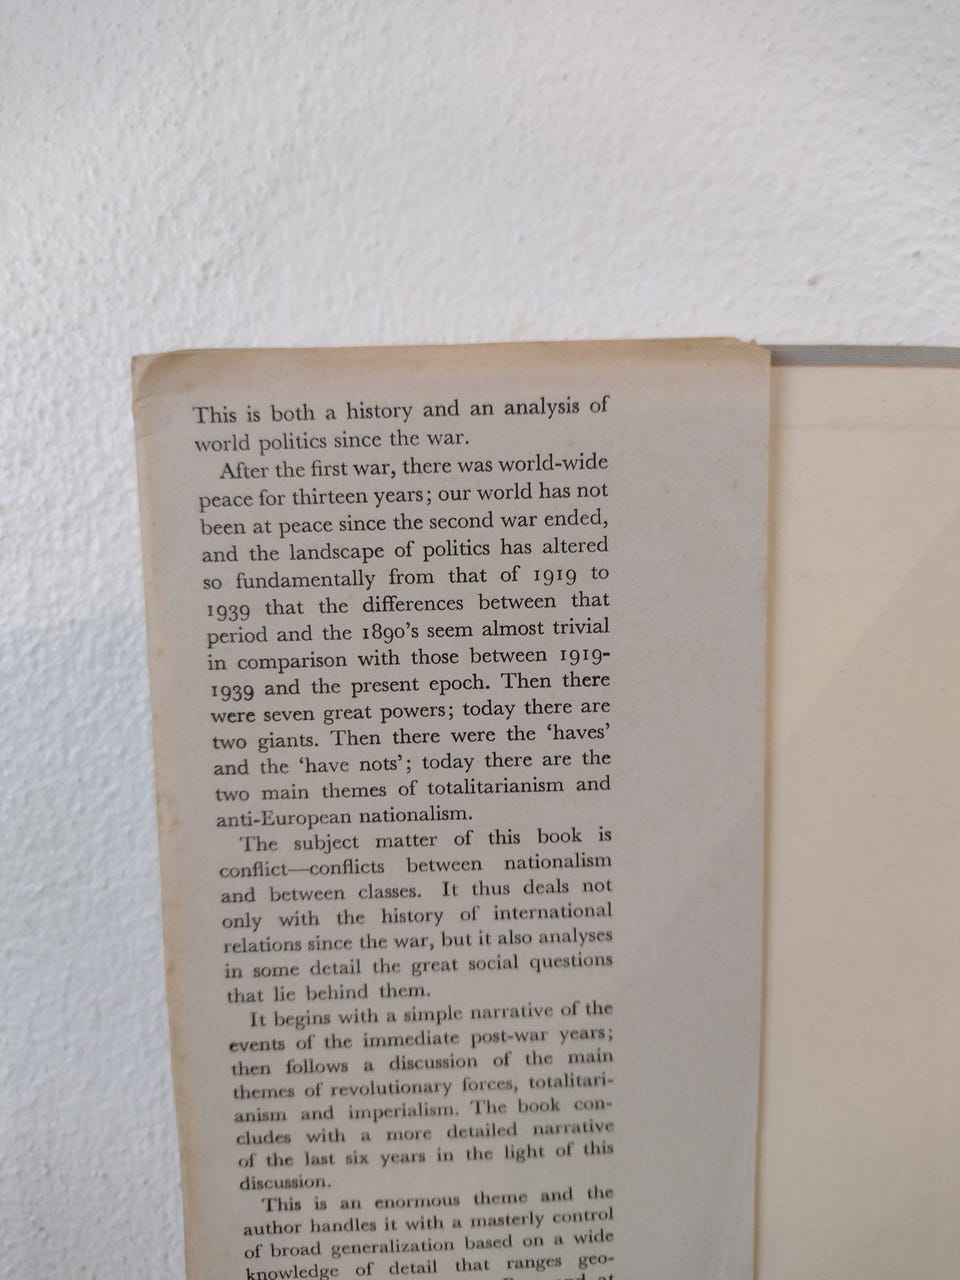 This is both a history and an analysis of
world politics since the war.
After the first war, there was world-wide
peace for thirteen years; our world has not
been at peace since the second war ended,
and the landscape of politics has altered
so fundamentally from that of 1919 to
1939 that the differences between that
period and the 1890's seem almost trivial
in comparison with those between 1919-
1939 and the present epoch. Then there
were seven great powers; today there are
two giants. Then there were the ‘haves’
and the ‘have nots’; today there are the
two main themes of totalitarianism and
anti-European nationalism.
The subject matter of this book is
conflict—conflicts between nationalism
and between classes. It thus deals not
only with the history of international
relations since the war, but it also analyses
in some detail the great social questions
that lie behind them.
It begins with a simple narrative of the
events of the immediate post-war years;
then follows a discussion of the main
themes of revolutionary forces, totalitari-
anism and imperialism. The book con-
cludes with a more detailed narrative
of the last six years in the light of this
discussion.
This is an enormous theme and the
author handles it with a masterly control
of broad generalization based on a wide
knowledge of detail that ranges geo-